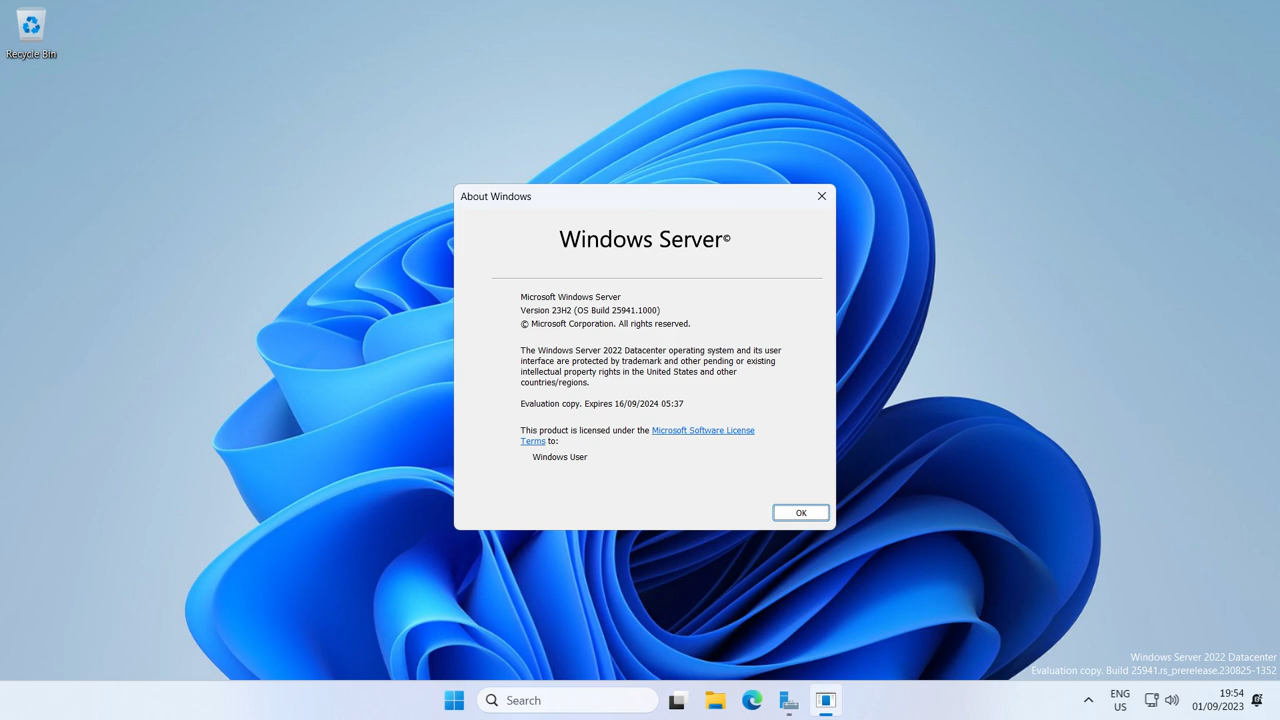 Recycle Bin
About Windows
Windows Server©
Microsoft Windows Server
Version 23H2 (OS Build 25941.1000)
© Microsoft Corporation. All rights reserved.
The Windows Server 2022 Datacenter operating system and its user
interface are protected by trademark and other pending or existing
intellectual property rights in the United States and other
countries/regions.
Evaluation copy. Expires 16/09/2024 05:37
This product is licensed under the Microsoft Software License
Terms to:
Windows User
OK
Windows Server 2022 Datacenter
Evaluation copy. Build 25941.rs_prerelease.230825-1352
Search
ENG
US
19:54
01/09/2023